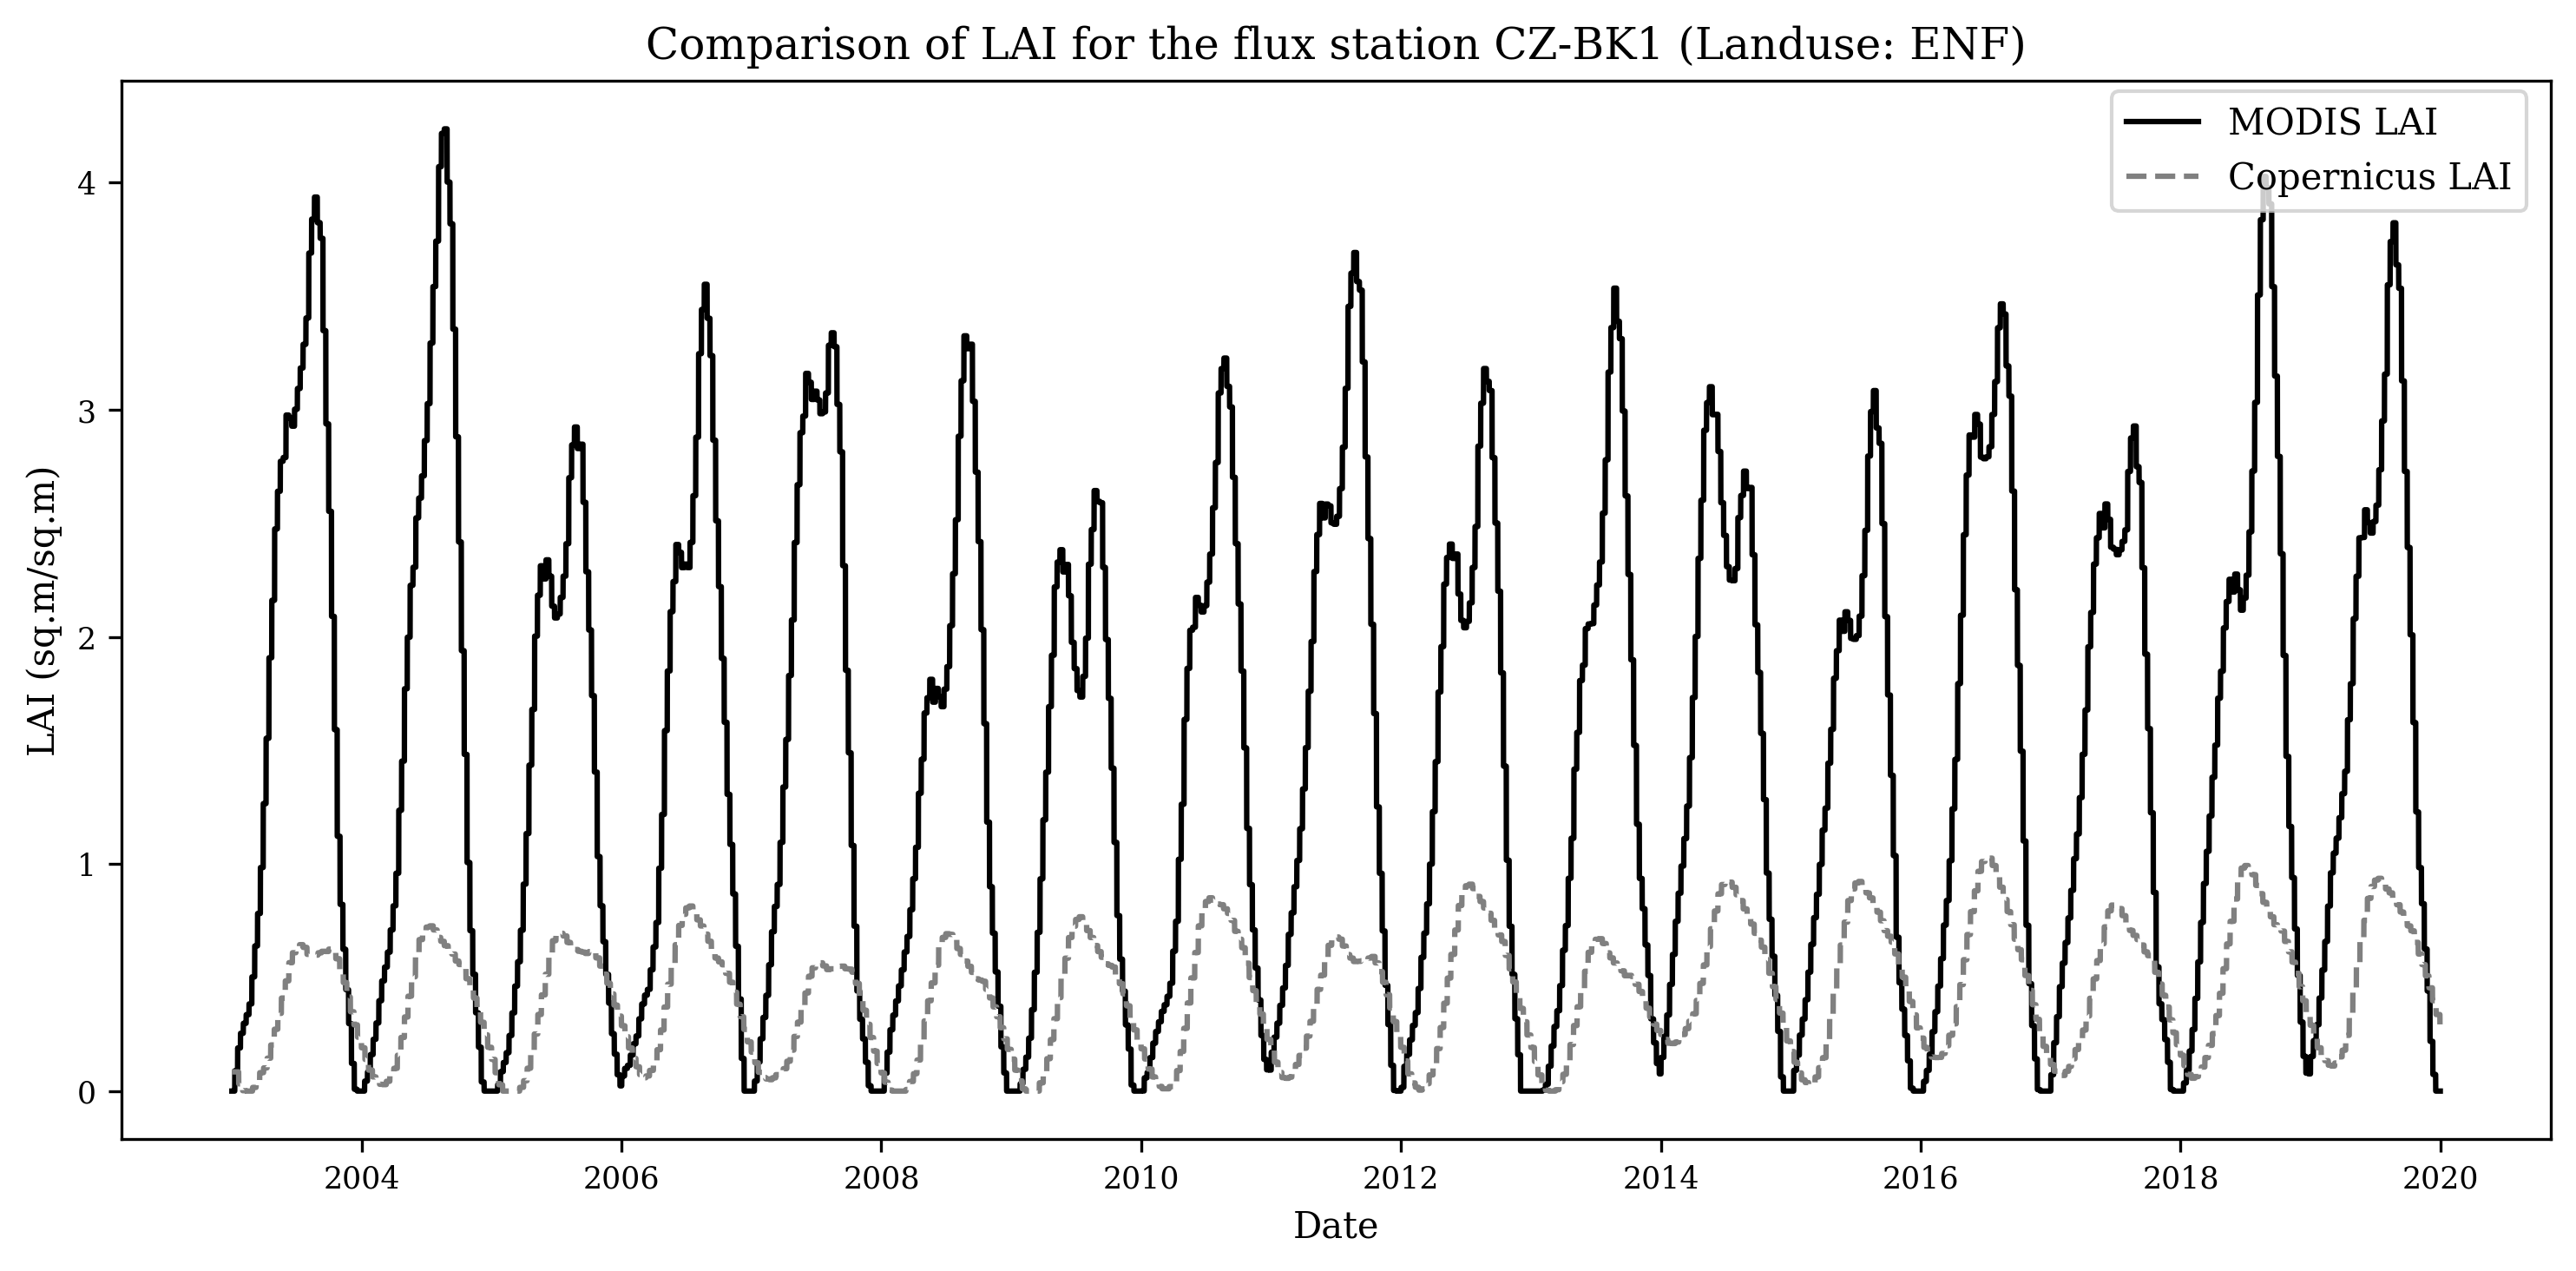 Comparison of LAI for the flux station CZ-BK1 (Landuse: ENF)
MODIS LAI
Copernicus LAI
LAI (sq.m/sq.m)
4
3
2
1
0
2004 2006 2008 2010 2012 2014 2016 2018 2020
Date